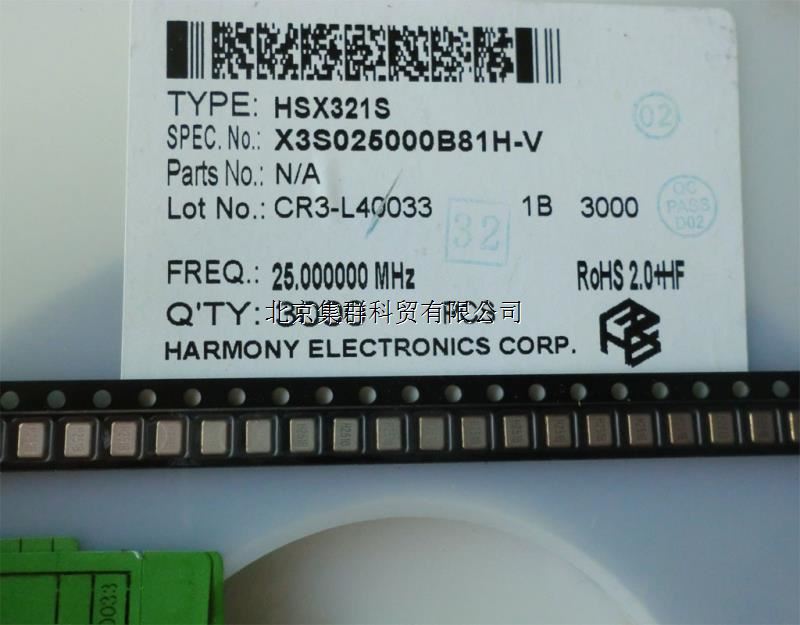 TYPE: HSX321S
02
SPEC. No.: X3S025000B81H-V
Parts No.: N/A
Lot No.: CR3-L40033 1B 3000
QC
PASS
D02
32
FREQ.: 25.000000 MHz RoHS 2.0+HF
Q'TY: 3000 PCS
北京集群科贸有限公司
HARMONY ELECTRONICS CORP.